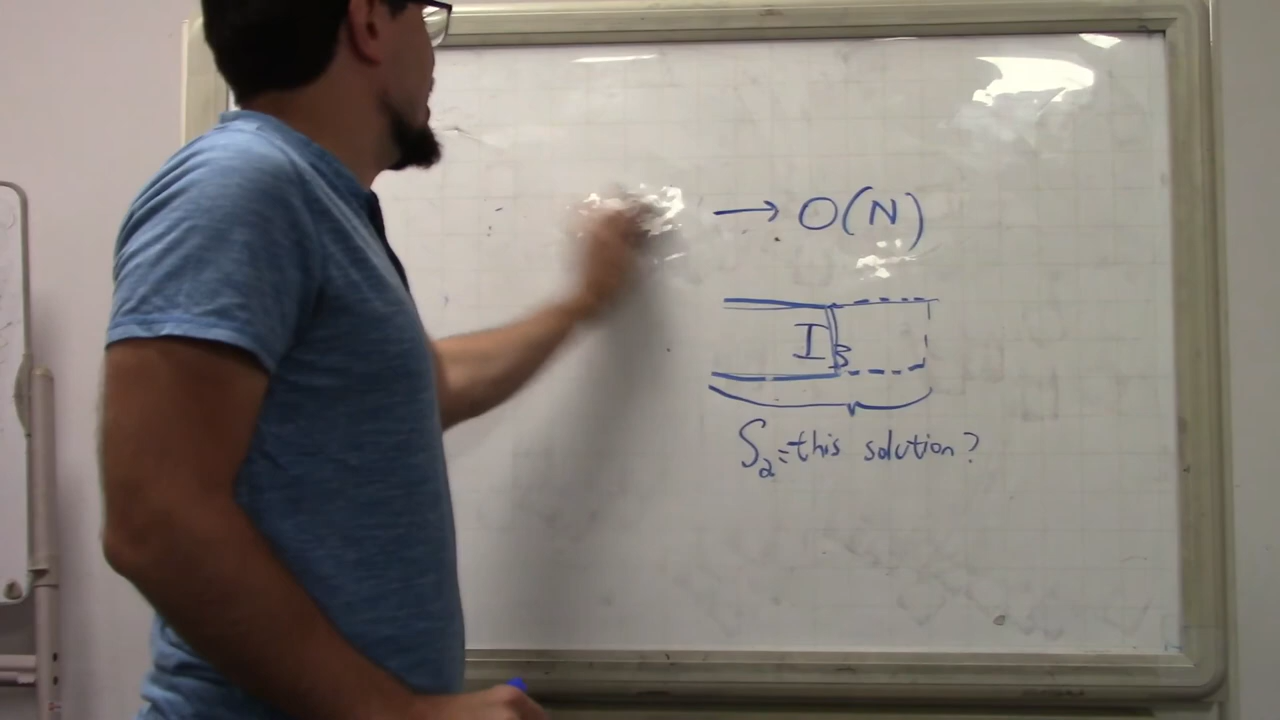 → O(N)
I B
S₂=this solution?